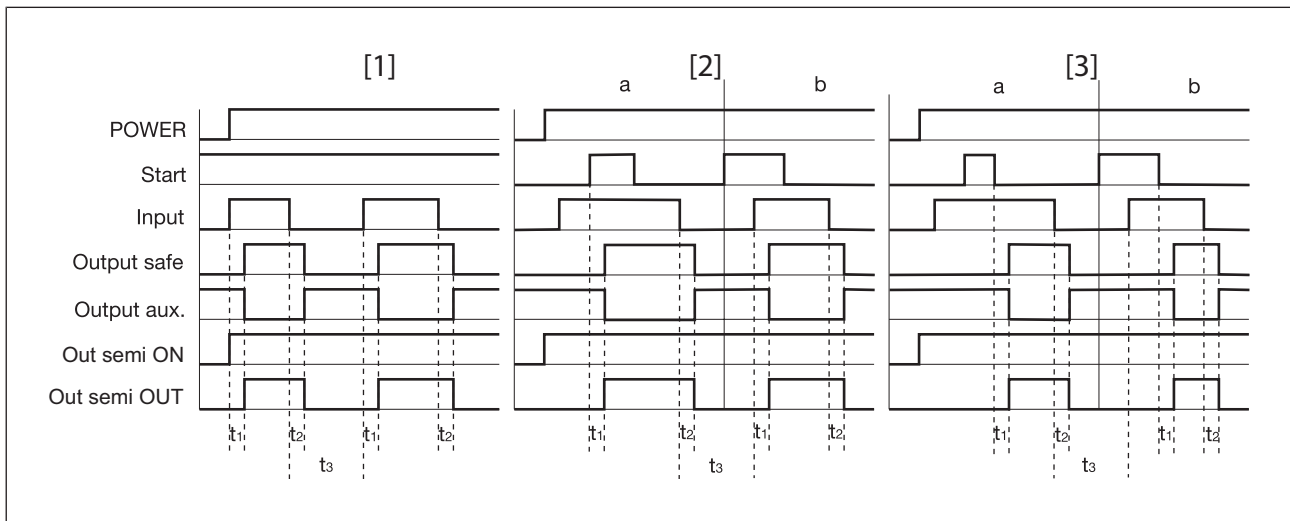 [1] [2] [3]
a b a b
POWER
Start
Input
Output safe
Output aux.
Out semi ON
Out semi OUT
t1 t2 t1 t2 t1 t2 t1 t2 t1 t2 t1 t2
t3 t3 t3